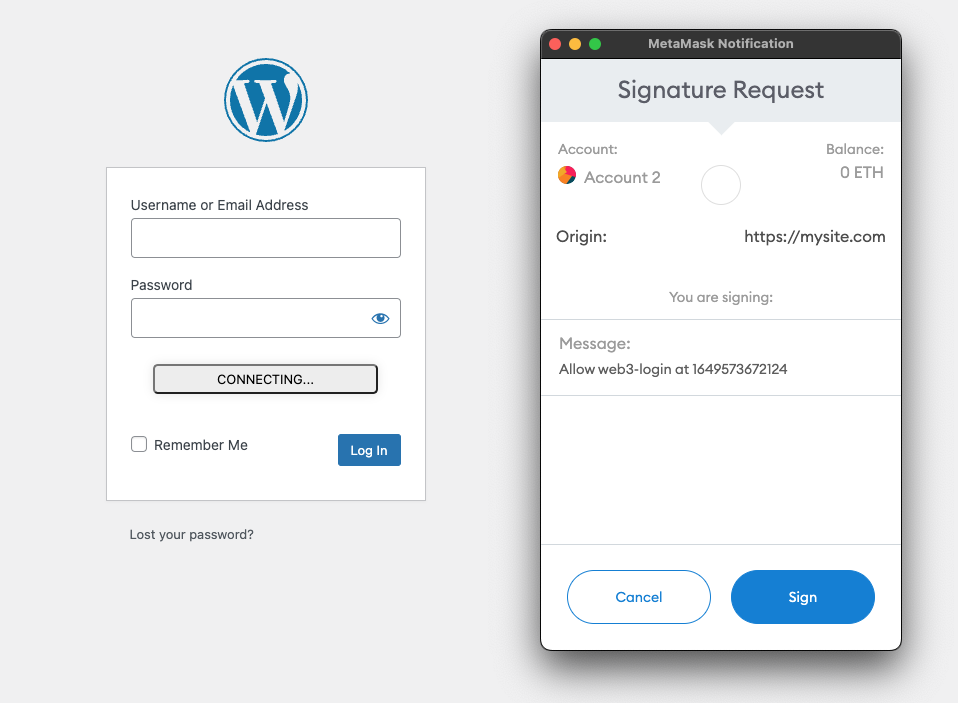 Username or Email Address
Password
CONNECTING...
Remember Me
Log In
Lost your password?
MetaMask Notification
Signature Request
Account:
Balance:
Account 2
0 ETH
Origin:
https://mysite.com
You are signing:
Message:
Allow web3-login at 1649573672124
Cancel
Sign